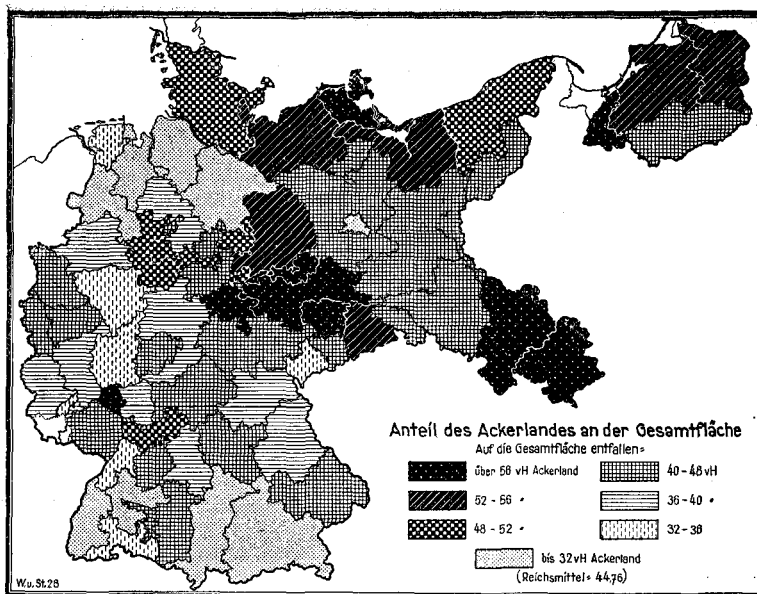 Anteil des Ackerlandes an der Gesamtfläche
Auf die Gesamtfläche entfallen=
über 56 vH Ackerland
52-56 "
48-52 "
40-48 vH
36-40 "
32-36
bis 32 vH Ackerland
(Reichsmittel= 44,76)
W.u.St.26